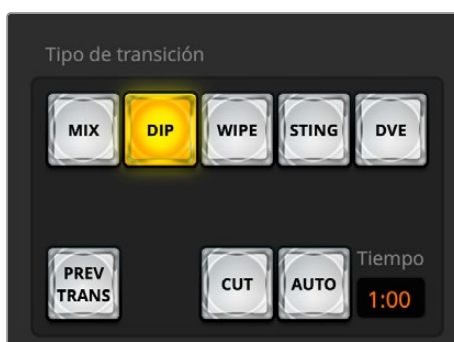 Tipo de transición
MIX DIP WIPE STING DVE
PREV
TRANS
CUT AUTO
Tiempo
1:00